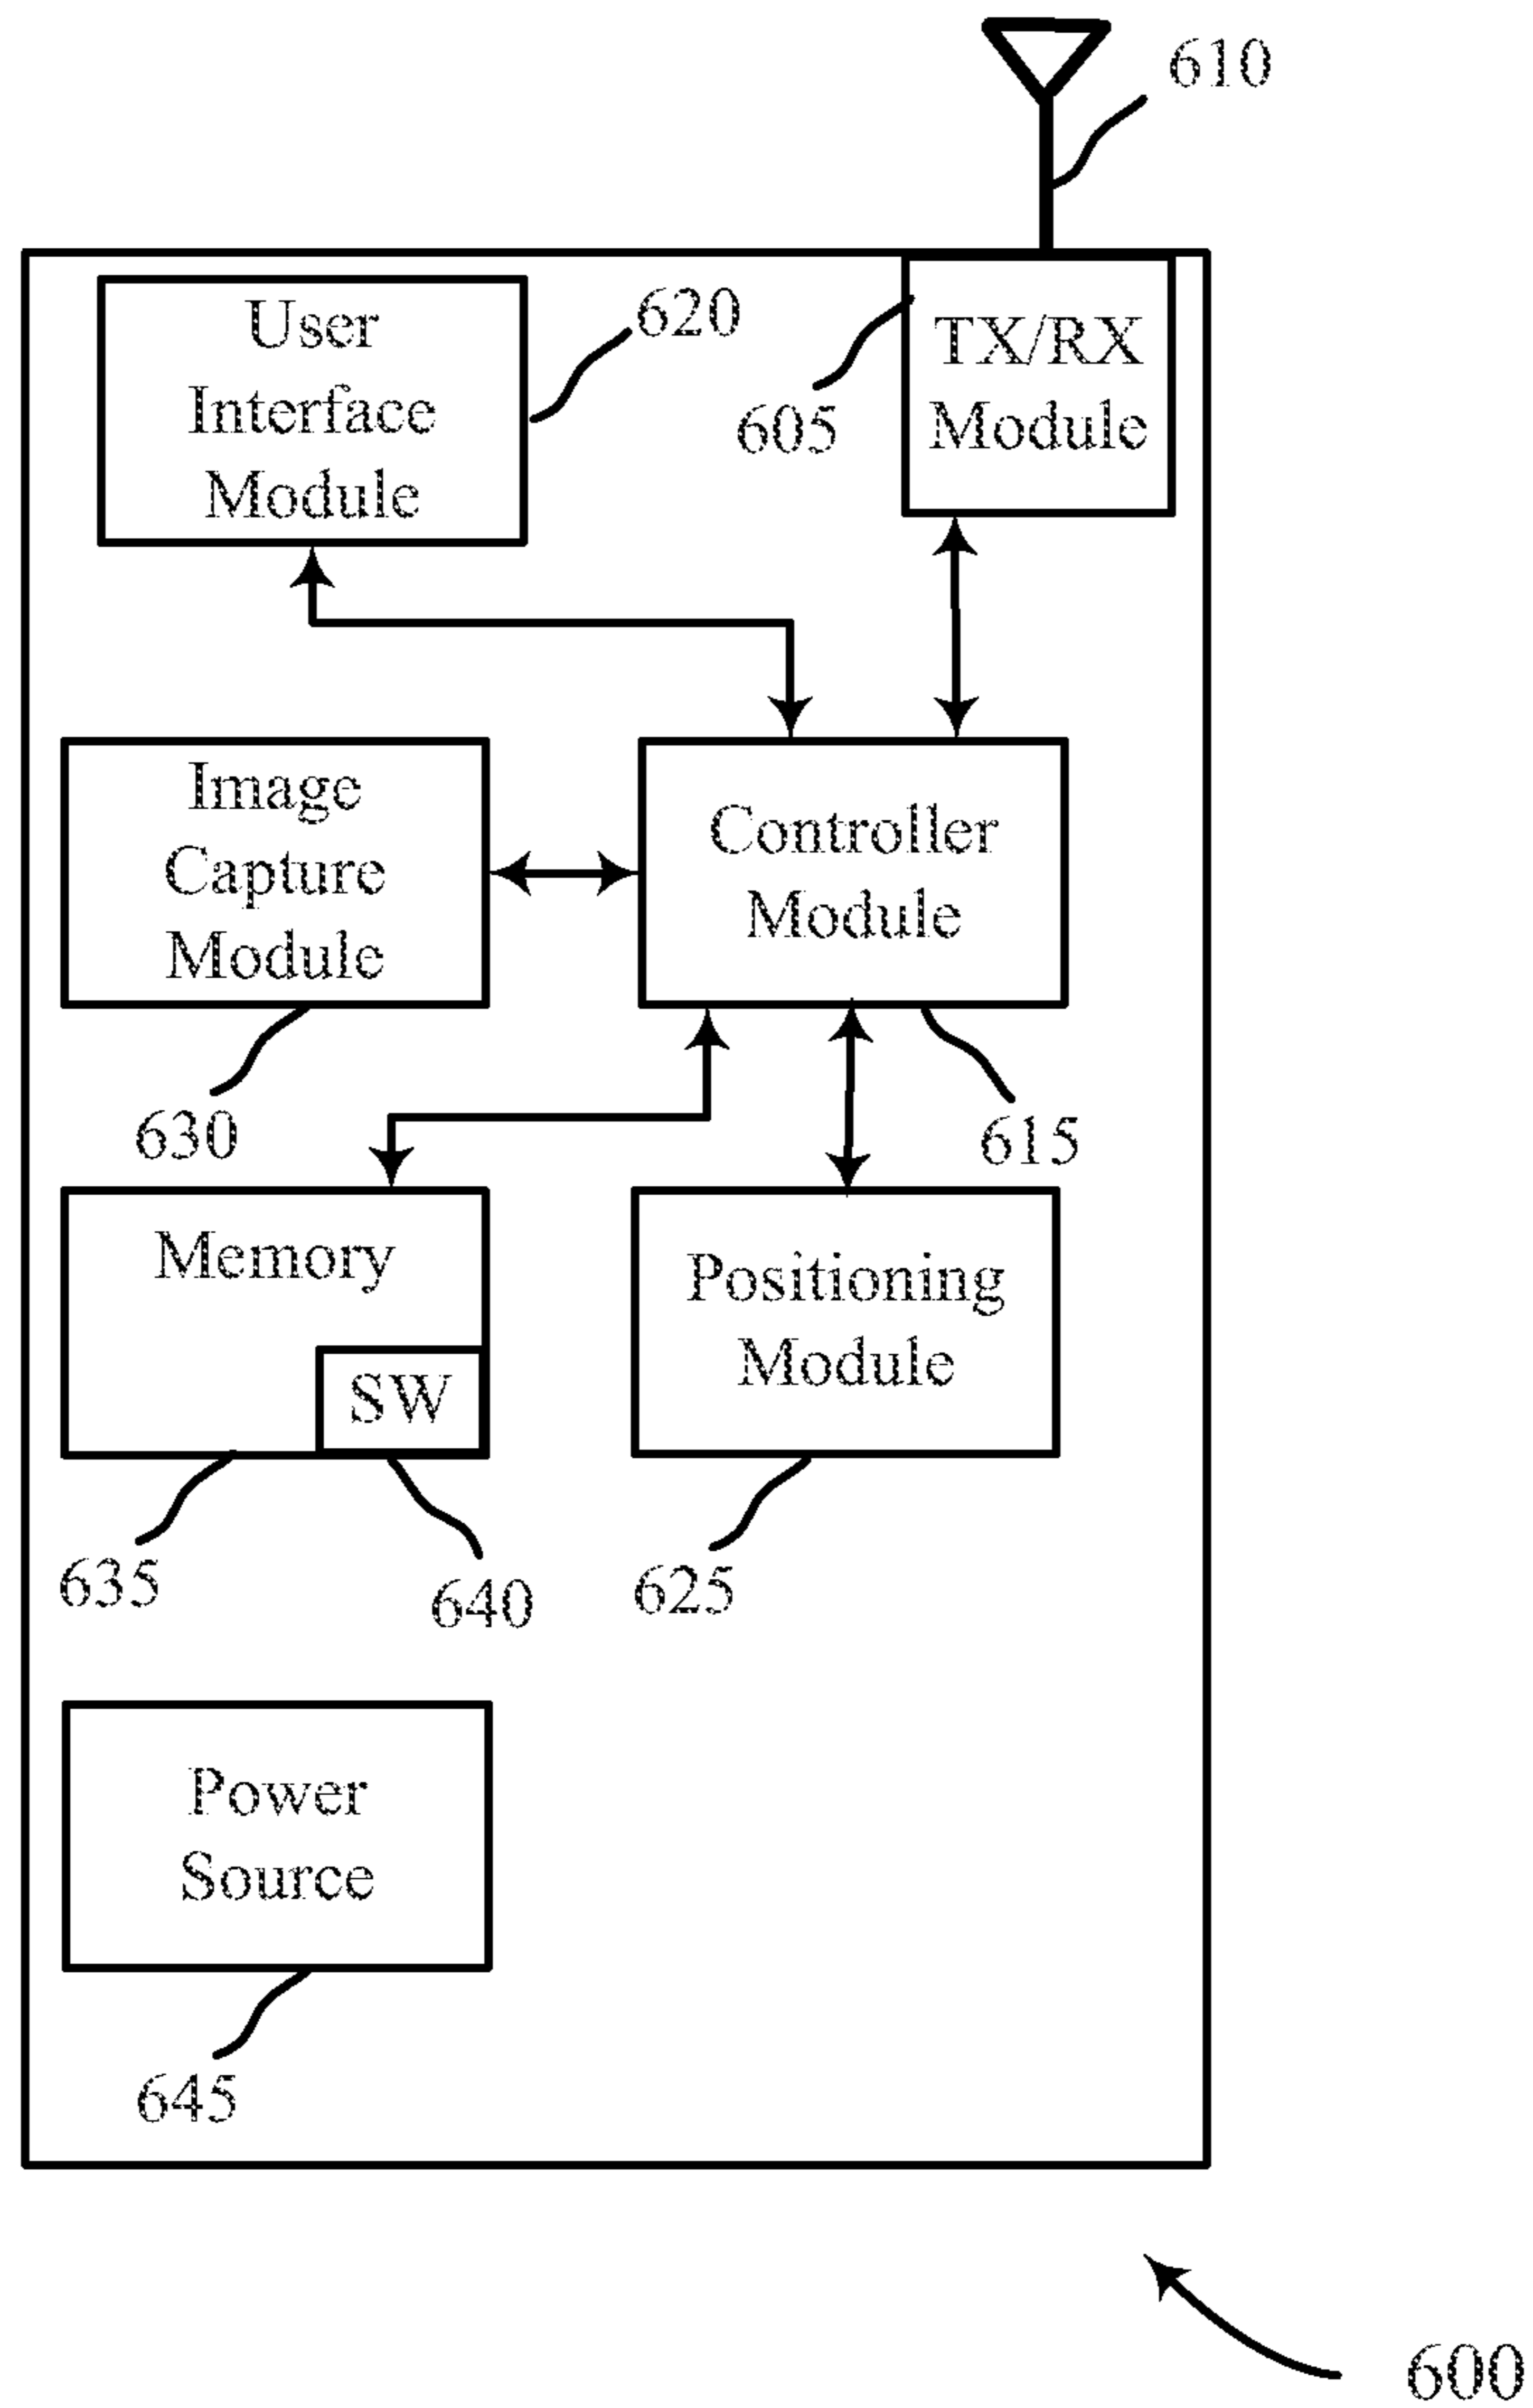 610
User
Interface
Module
620
TX/RX
Module
605
Image
Capture
Module
Controller
Module
630
615
Memory
SW
Positioning
Module
635
640
625
Power
Source
645
600